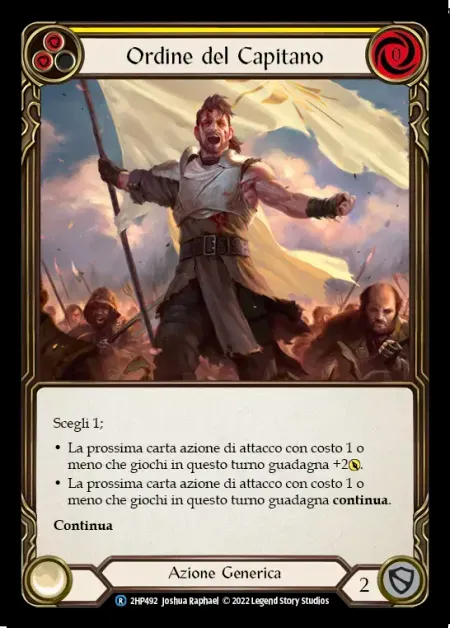 Ordine del Capitano
0
Scegli 1;
• La prossima carta azione di attacco con costo 1 o
meno che giochi in questo turno guadagna +2.
• La prossima carta azione di attacco con costo 1 o
meno che giochi in questo turno guadagna continua.
Continua
Azione Generica
2
R 2HP492 Joshua Raphael © 2022 Legend Story Studios